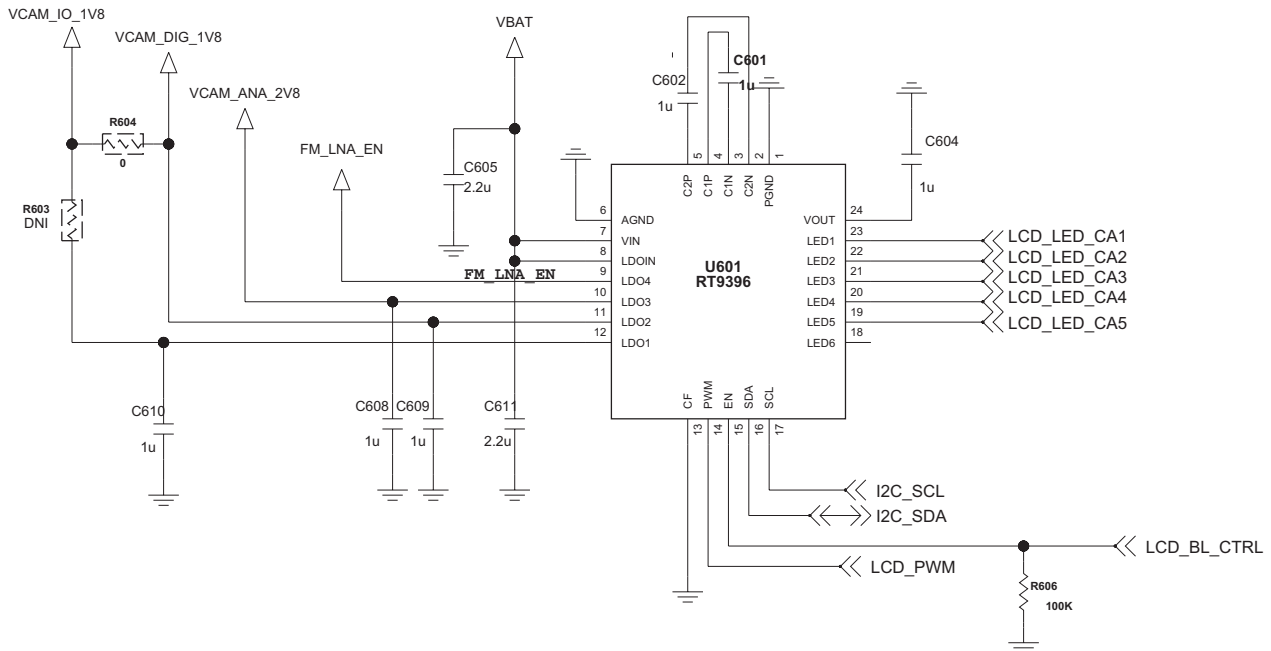 VCAM_IO_1V8
VCAM_DIG_1V8
VCAM_ANA_2V8
FM_LNA_EN
VBAT
R604
0
R603
DNI
C605
2.2u
C602
1u
C601
1u
C604
1u
5
4
3
2
1
C2P
C1P
C1N
C2N
PGND
6
AGND
7
VIN
8
LDOIN
FM_LNA_EN
9
LDO4
10
LDO3
11
LDO2
12
LDO1
U601
RT9396
VOUT
24
LED1
23
LCD_LED_CA1
LED2
22
LCD_LED_CA2
LED3
21
LCD_LED_CA3
LED4
20
LCD_LED_CA4
LED5
19
LCD_LED_CA5
LED6
18
CF
PWM
EN
SDA
SCL
13
14
15
16
17
C610
1u
C608
1u
C609
1u
C611
2.2u
I2C_SCL
I2C_SDA
LCD_BL_CTRL
LCD_PWM
R606
100K